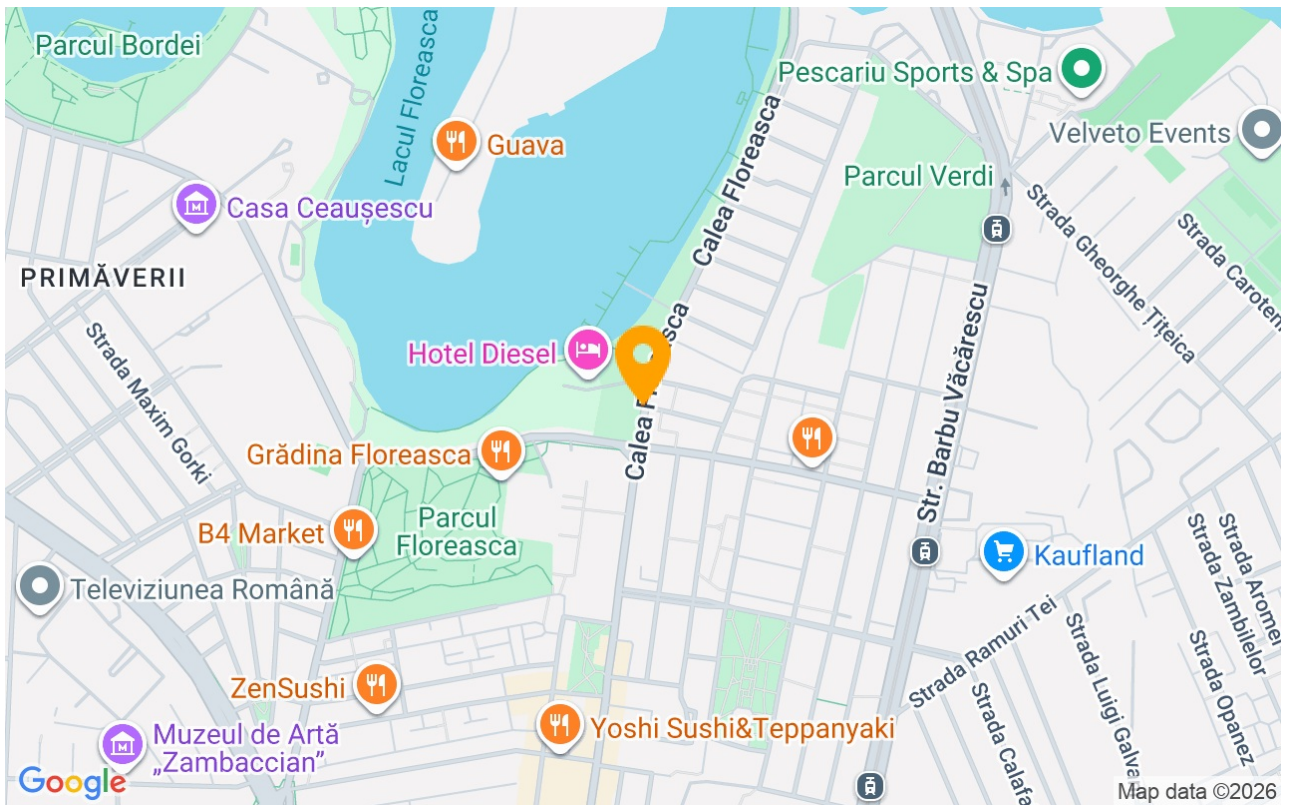 Parcul Bordei
Lacul Floreasca
Guava
Casa Ceaușescu
PRIMĂVERII
Calea Floreasca
Pescariu Sports & Spa
Velveto Events
Parcul Verdi
Strada Gheorghe Țițeica
Hotel Diesel
Strada Maxim Gorki
Str. Barbu Văcărescu
Grădina Floreasca
Calea F
sca
B4 Market
Parcul
Floreasca
Kaufland
Televiziunea Română
Strada Aromei
Strada Zambilelor
Strada Ramuri Tei
Strada Opanez
ZenSushi
Yoshi Sushi&Teppanyaki
Muzeul de Artă
„Zambaccian”
Strada Luigi Galva
Strada Calafa
Google
Map data ©2026